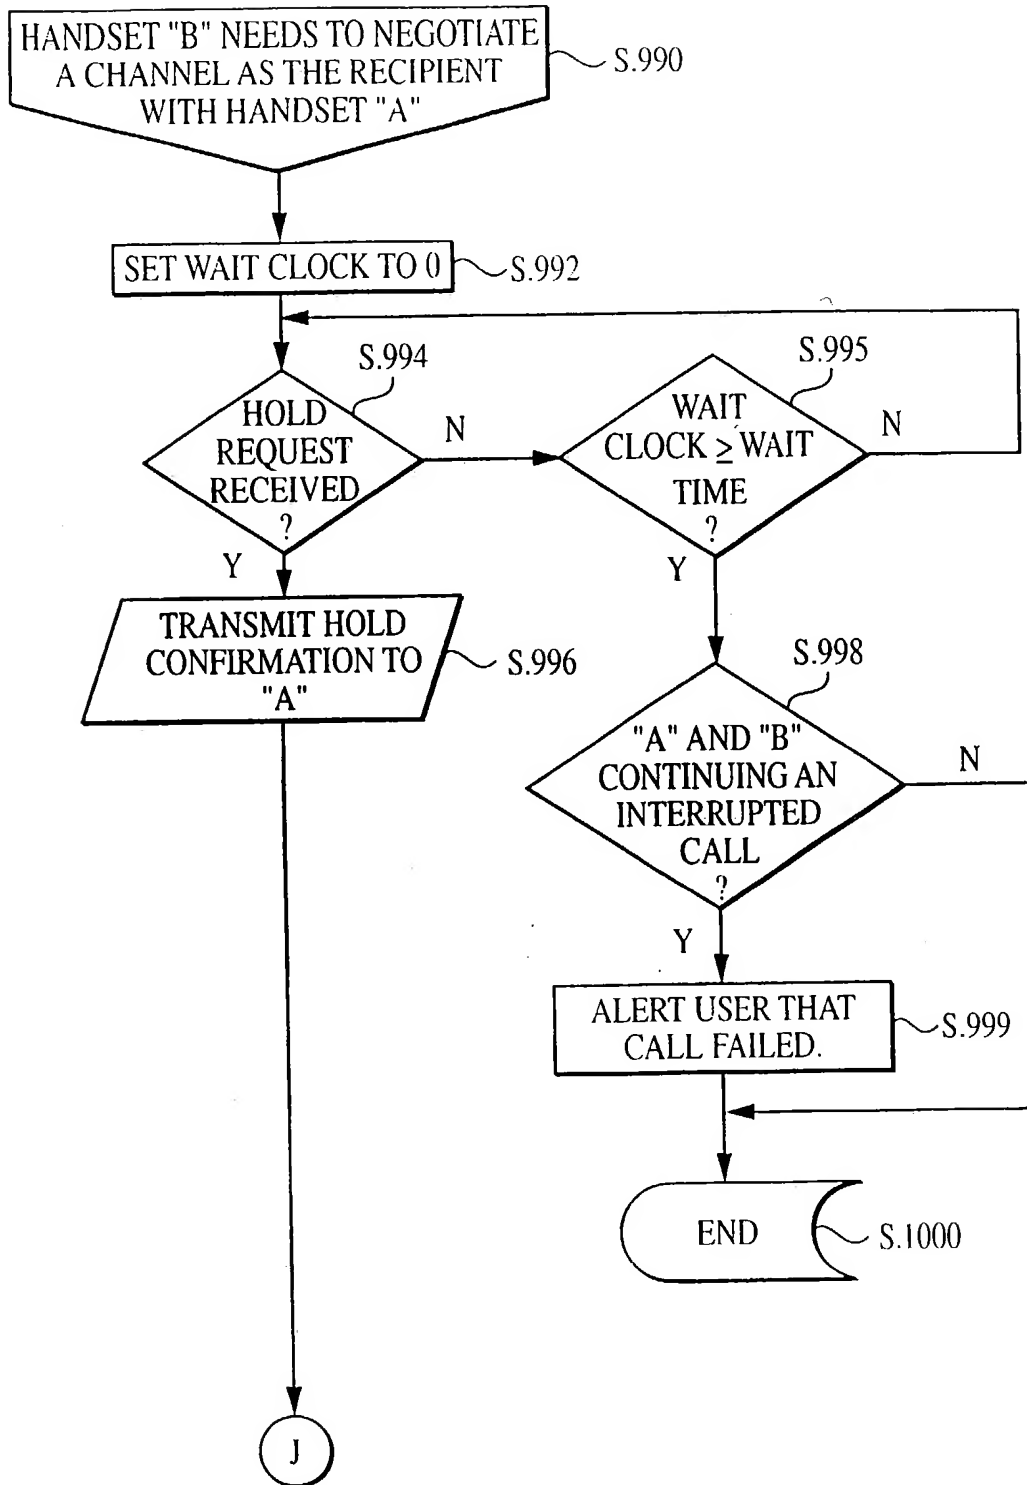 HANDSET "B" NEEDS TO NEGOTIATE
A CHANNEL AS THE RECIPIENT
WITH HANDSET "A"
S.990
SET WAIT CLOCK TO 0
S.992
S.994
HOLD
REQUEST
RECEIVED
?
N
Y
S.995
WAIT
CLOCK ≥ WAIT
TIME
?
N
Y
TRANSMIT HOLD
CONFIRMATION TO
"A"
S.996
S.998
"A" AND "B"
CONTINUING AN
INTERRUPTED
CALL
?
N
Y
ALERT USER THAT
CALL FAILED.
S.999
END
S.1000
J